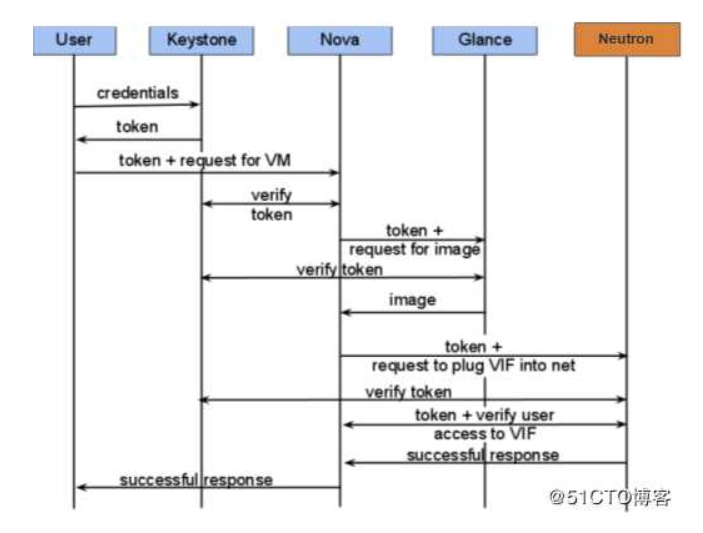 User Keystone Nova Glance Neutron
credentials
token
token + request for VM
verify
token
token +
request for image
verify token
image
token +
request to plug VIF into net
verify token
token + verify user
access to VIF
successful response
successful response
@51CTO博客